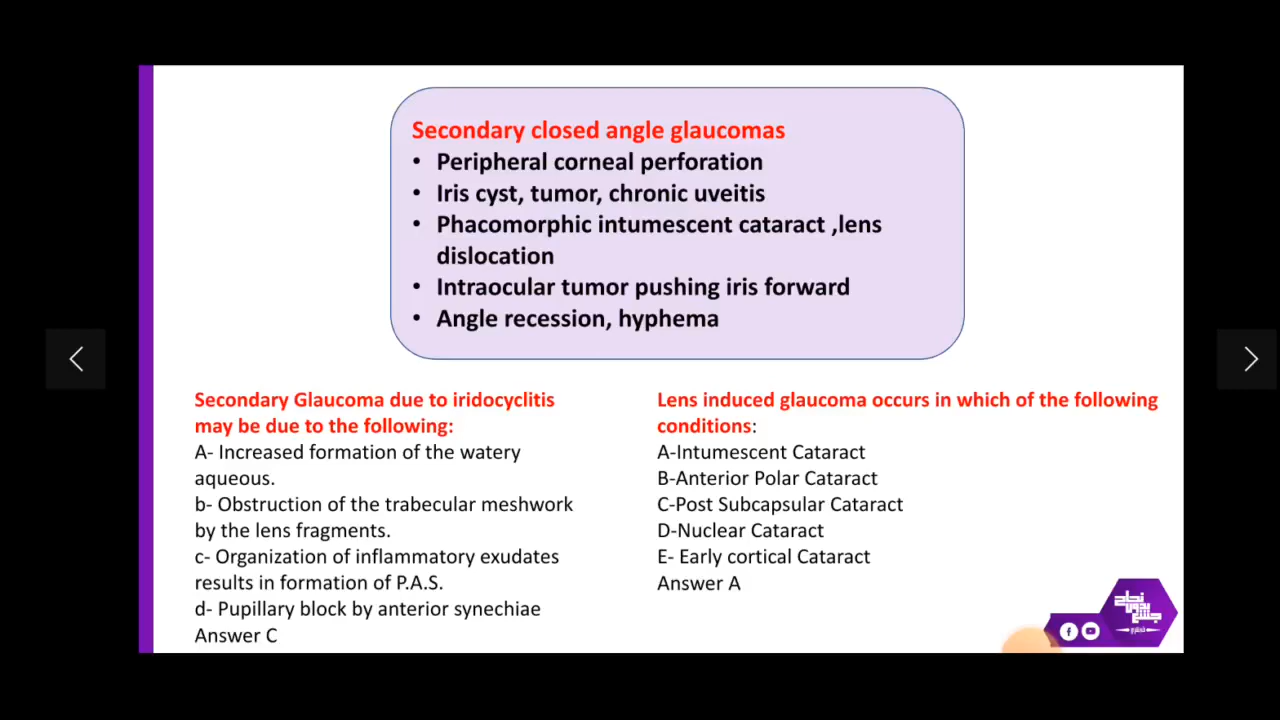 Secondary closed angle glaucomas
• Peripheral corneal perforation
• Iris cyst, tumor, chronic uveitis
• Phacomorphic intumescent cataract ,lens
dislocation
• Intraocular tumor pushing iris forward
• Angle recession, hyphema
Secondary Glaucoma due to iridocyclitis
may be due to the following:
A- Increased formation of the watery
aqueous.
b- Obstruction of the trabecular meshwork
by the lens fragments.
c- Organization of inflammatory exudates
results in formation of P.A.S.
d- Pupillary block by anterior synechiae
Answer C
Lens induced glaucoma occurs in which of the following
conditions:
A-Intumescent Cataract
B-Anterior Polar Cataract
C-Post Subcapsular Cataract
D-Nuclear Cataract
E- Early cortical Cataract
Answer A